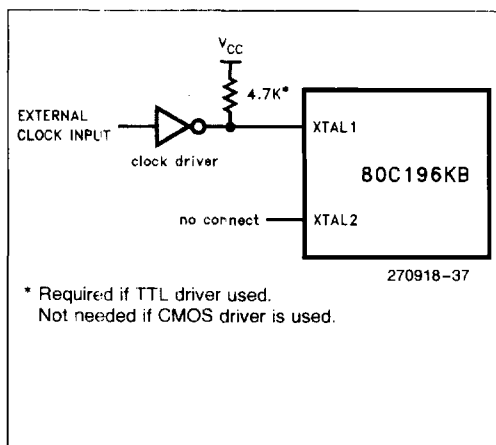 VCC
4.7K*
EXTERNAL
CLOCK INPUT
clock driver
XTAL1
80C196KB
no connect
XTAL2
270918-37
* Required if TTL driver used.
Not needed if CMOS driver is used.